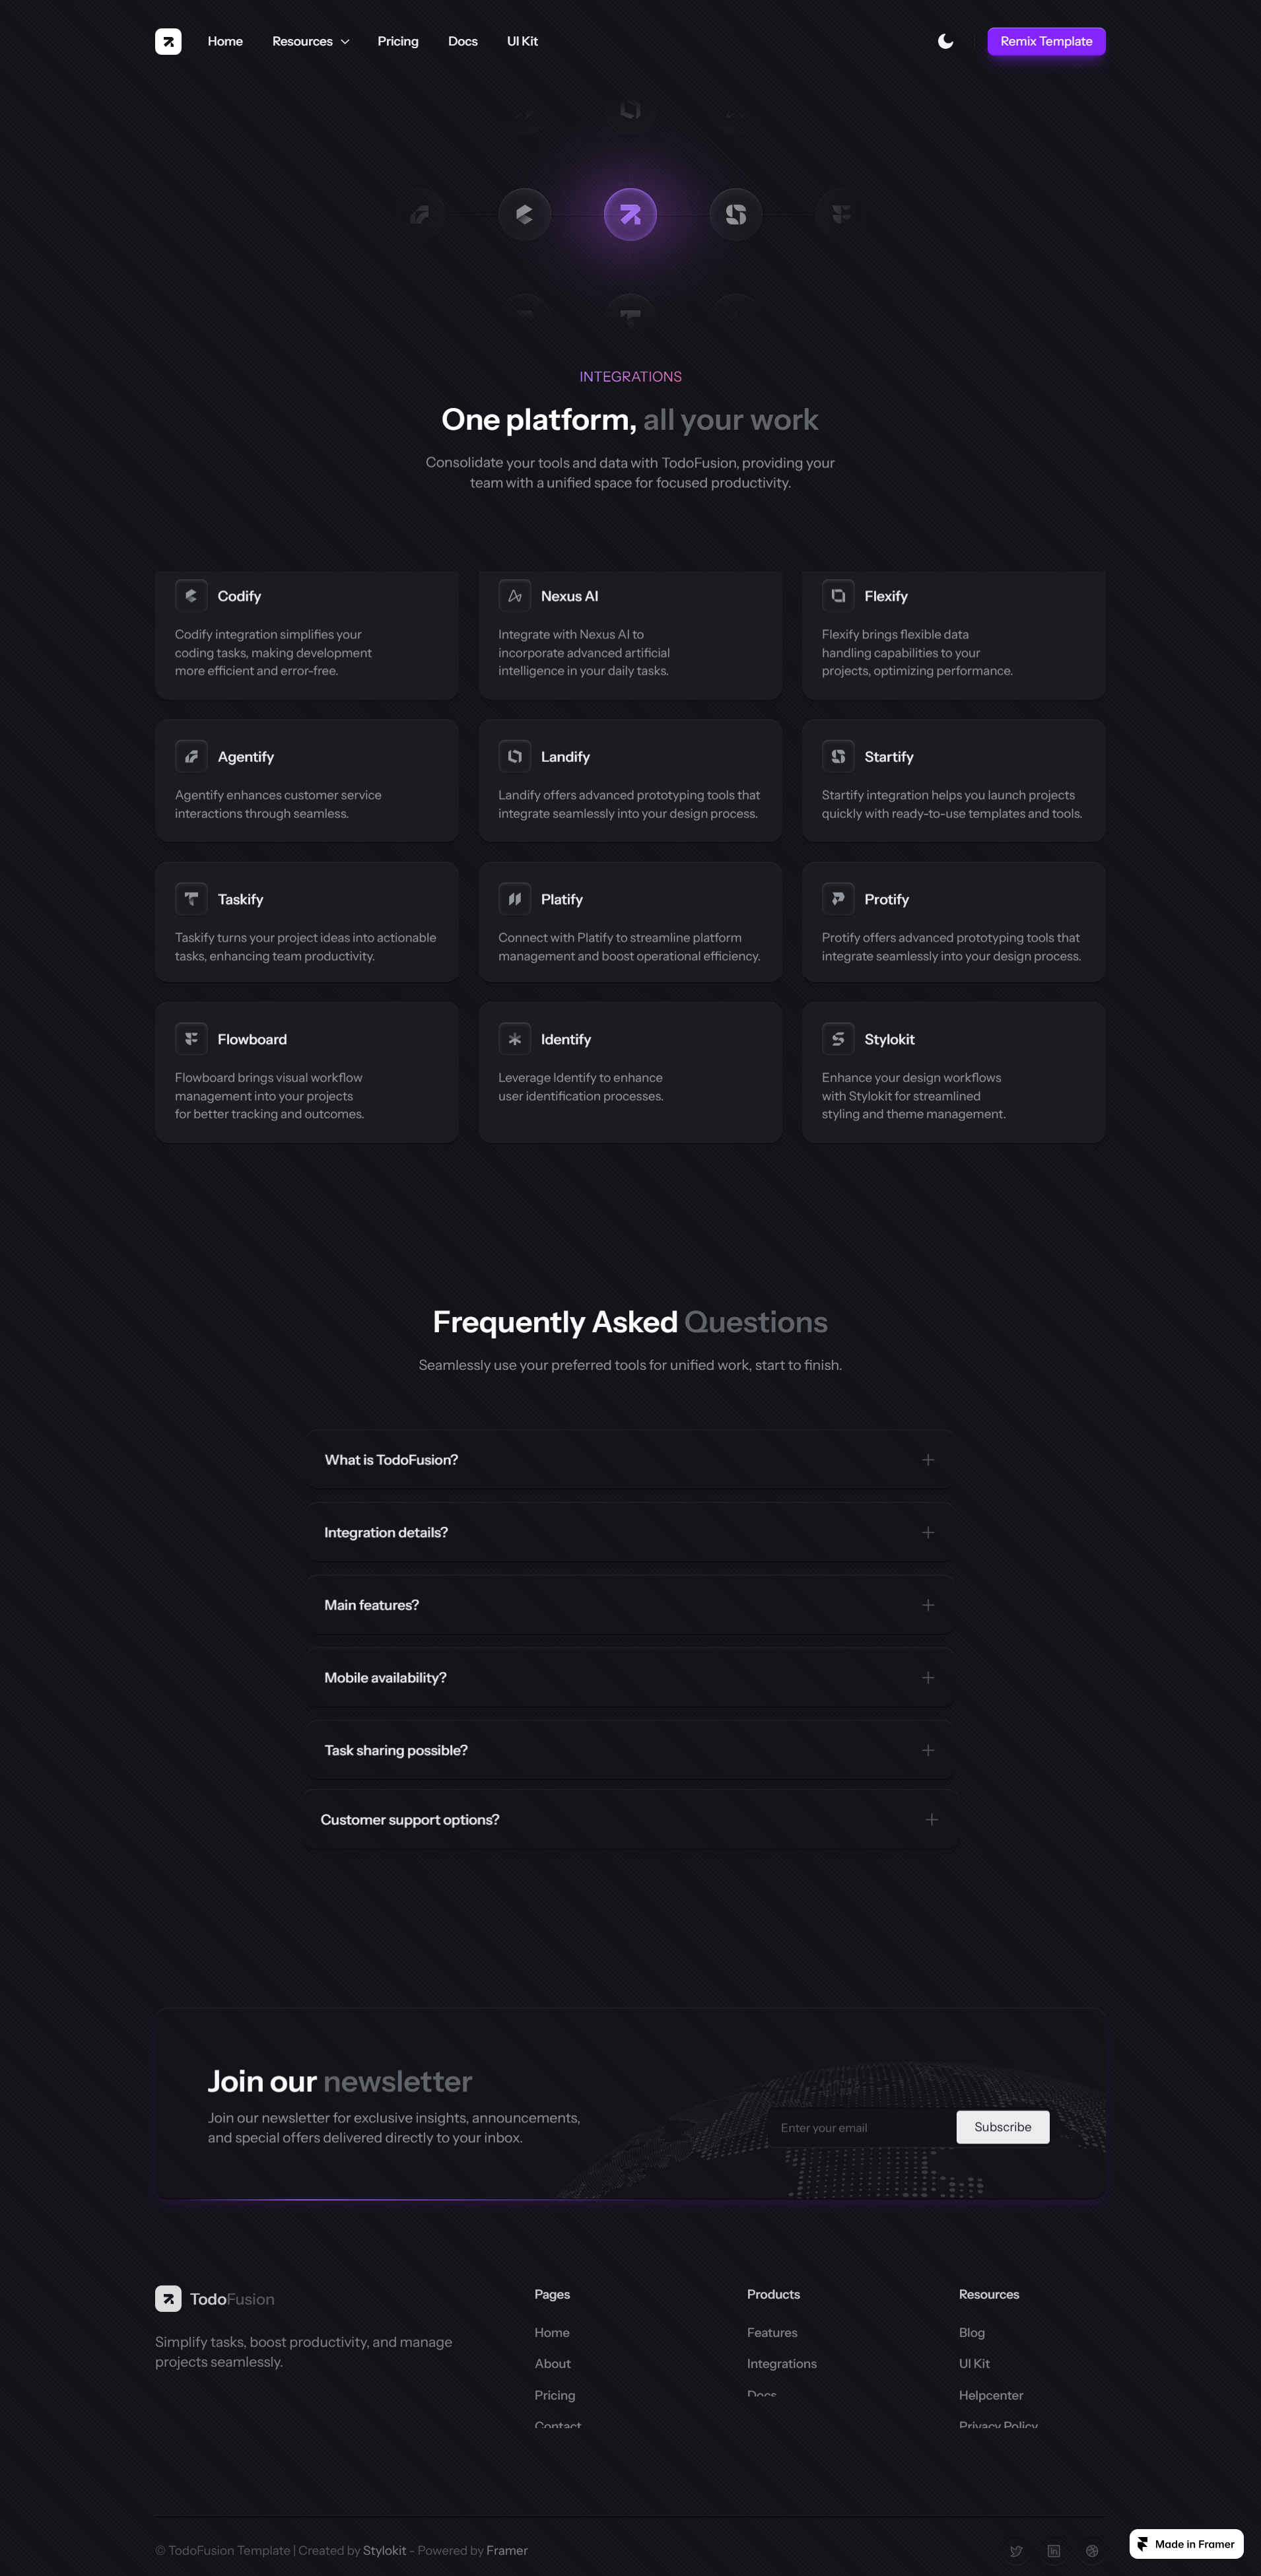 Home Resources Pricing Docs UI Kit Remix Template
INTEGRATIONS
One platform, all your work
Consolidate your tools and data with TodoFusion, providing your
team with a unified space for focused productivity.
Codify
Codify integration simplifies your
coding tasks, making development
more efficient and error-free.
Nexus AI
Integrate with Nexus AI to
incorporate advanced artificial
intelligence in your daily tasks.
Flexify
Flexify brings flexible data
handling capabilities to your
projects, optimizing performance.
Agentify
Agentify enhances customer service
interactions through seamless.
Landify
Landify offers advanced prototyping tools that
integrate seamlessly into your design process.
Startify
Startify integration helps you launch projects
quickly with ready-to-use templates and tools.
Taskify
Taskify turns your project ideas into actionable
tasks, enhancing team productivity.
Platify
Connect with Platify to streamline platform
management and boost operational efficiency.
Protify
Protify offers advanced prototyping tools that
integrate seamlessly into your design process.
Flowboard
Flowboard brings visual workflow
management into your projects
for better tracking and outcomes.
Identify
Leverage Identify to enhance
user identification processes.
Stylokit
Enhance your design workflows
with Stylokit for streamlined
styling and theme management.
Frequently Asked Questions
Seamlessly use your preferred tools for unified work, start to finish.
What is TodoFusion?
Integration details?
Main features?
Mobile availability?
Task sharing possible?
Customer support options?
Join our newsletter
Join our newsletter for exclusive insights, announcements,
and special offers delivered directly to your inbox.
Enter your email
Subscribe
TodoFusion
Simplify tasks, boost productivity, and manage
projects seamlessly.
Pages
Home
About
Pricing
Contact
Products
Features
Integrations
Docs
Resources
Blog
UI Kit
Helpcenter
Privacy Policy
© TodoFusion Template | Created by Stylokit - Powered by Framer
Made in Framer